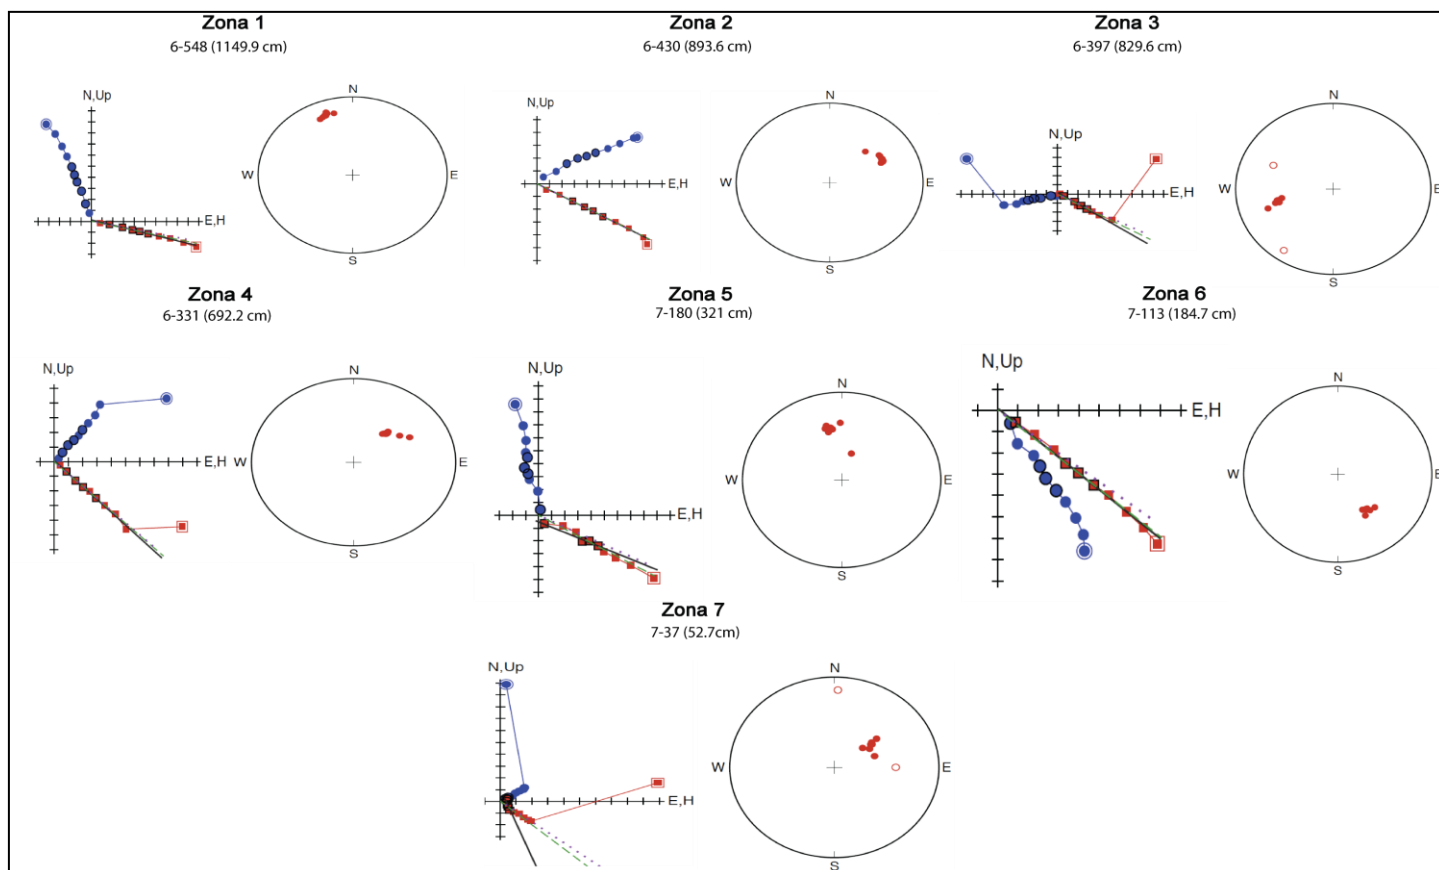 Zona 1
6-548 (1149.9 cm)
N,Up
E,H
N
W
E
S
Zona 2
6-430 (893.6 cm)
N,Up
E,H
N
W
E
S
Zona 3
6-397 (829.6 cm)
N,Up
E,H
N
W
E
S
Zona 4
6-331 (692.2 cm)
N,Up
E,H
N
W
E
S
Zona 5
7-180 (321 cm)
N,Up
E,H
N
W
E
S
Zona 6
7-113 (184.7 cm)
N,Up
E,H
N
W
E
S
Zona 7
7-37 (52.7cm)
N,Up
E,H
N
W
E
S